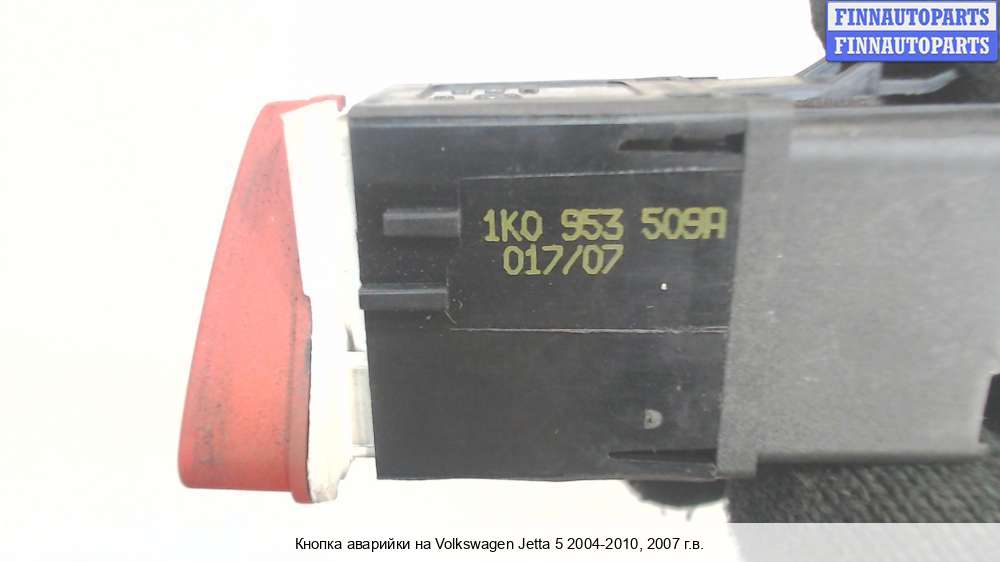 FINNAUTOPARTS
FINNAUTOPARTS
1K0 953 509A
017/07
D
Кнопка аварийки на Volkswagen Jetta 5 2004-2010, 2007 г.в.